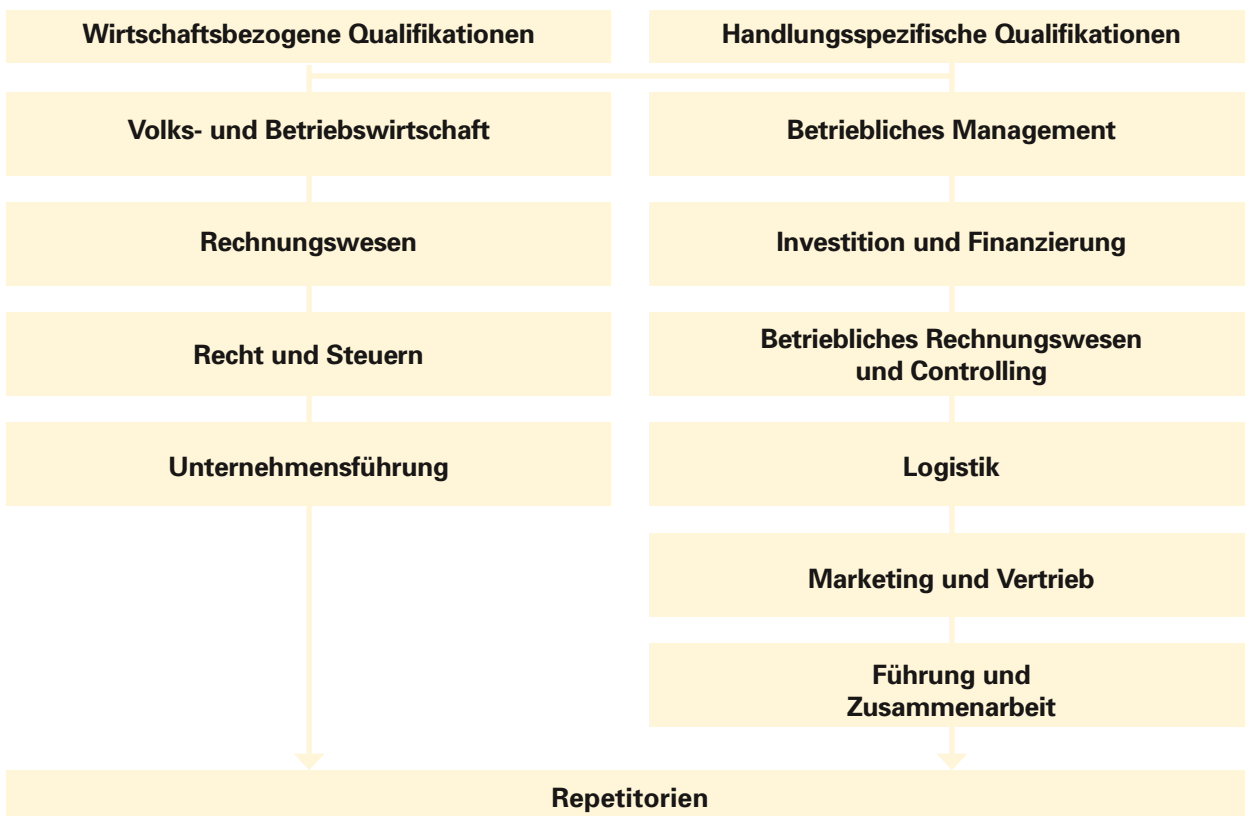 Wirtschaftsbezogene Qualifikationen
Volks- und Betriebswirtschaft
Rechnungswesen
Recht und Steuern
Unternehmensführung
Handlungsspezifische Qualifikationen
Betriebliches Management
Investition und Finanzierung
Betriebliches Rechnungswesen
und Controlling
Logistik
Marketing und Vertrieb
Führung und
Zusammenarbeit
Repetitorien